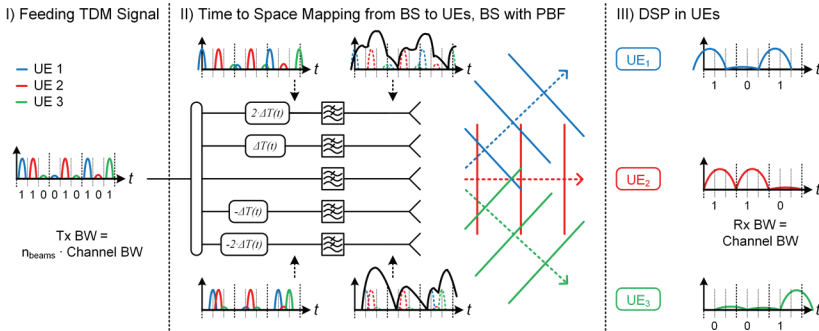 I) Feeding TDM Signal
II) Time to Space Mapping from BS to UEs, BS with PBF
III) DSP in UEs
UE 1
UE 2
UE 3
t
1 1 0 0 1 0 1 0 1
Tx BW =
nbeams · Channel BW
t
t
2·ΔT(t)
ΔT(t)
-ΔT(t)
-2·ΔT(t)
t
t
UE1
t
1 0 1
UE2
t
1 1 0
Rx BW =
Channel BW
UE3
t
0 0 1